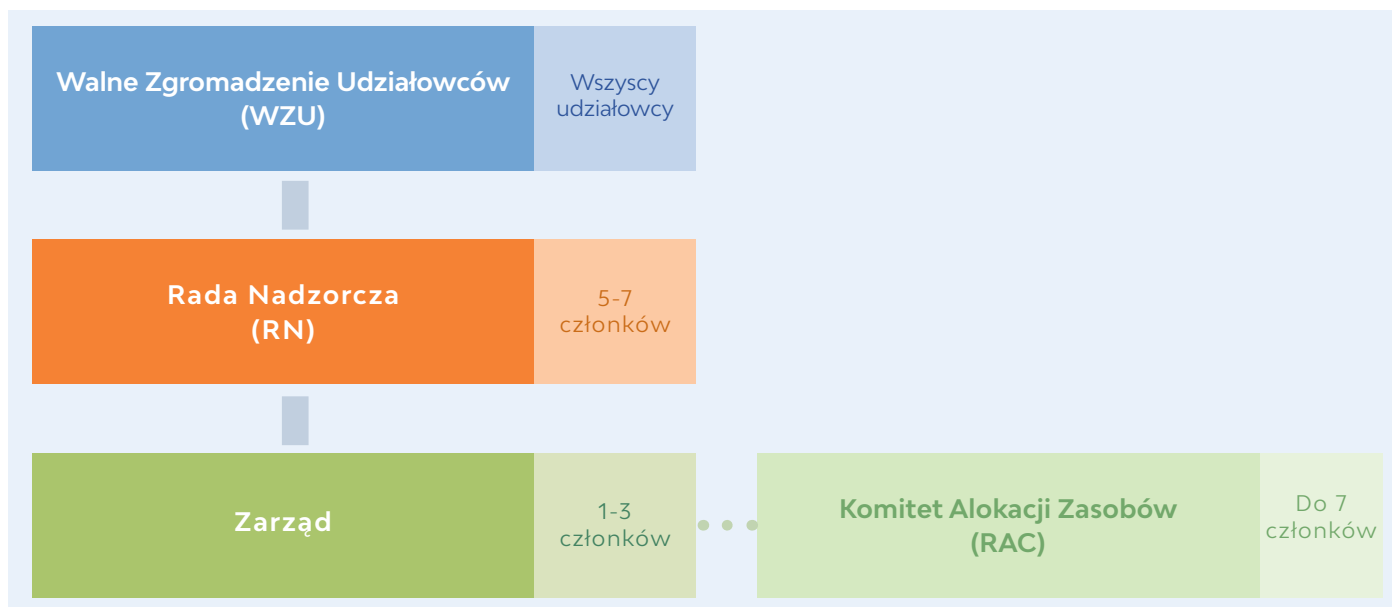 Walne Zgromadzenie Udziałowców
(WZU)
Wszyscy
udziałowcy
Rada Nadzorcza
(RN)
5-7
członków
Zarząd
1-3
członków
Komitet Alokacji Zasobów
(RAC)
Do 7
członków